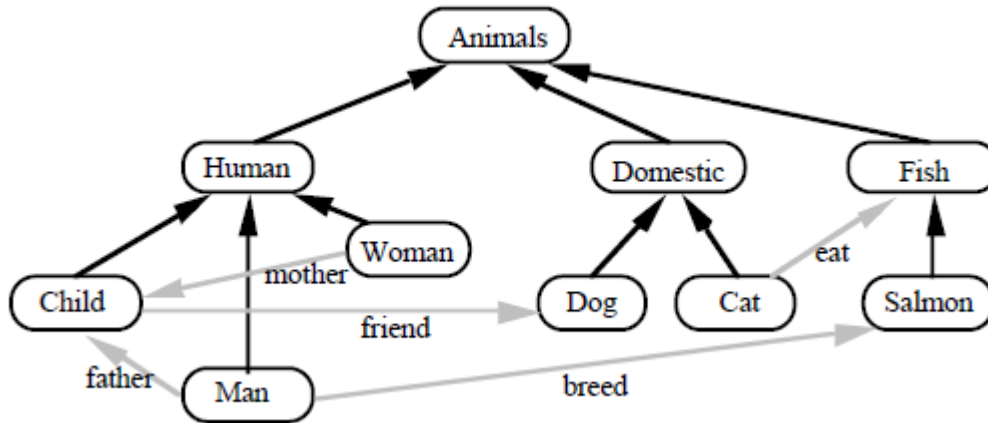 Animals
Human
Domestic
Fish
Woman
mother
eat
Child
Dog
Cat
Salmon
friend
father
Man
breed